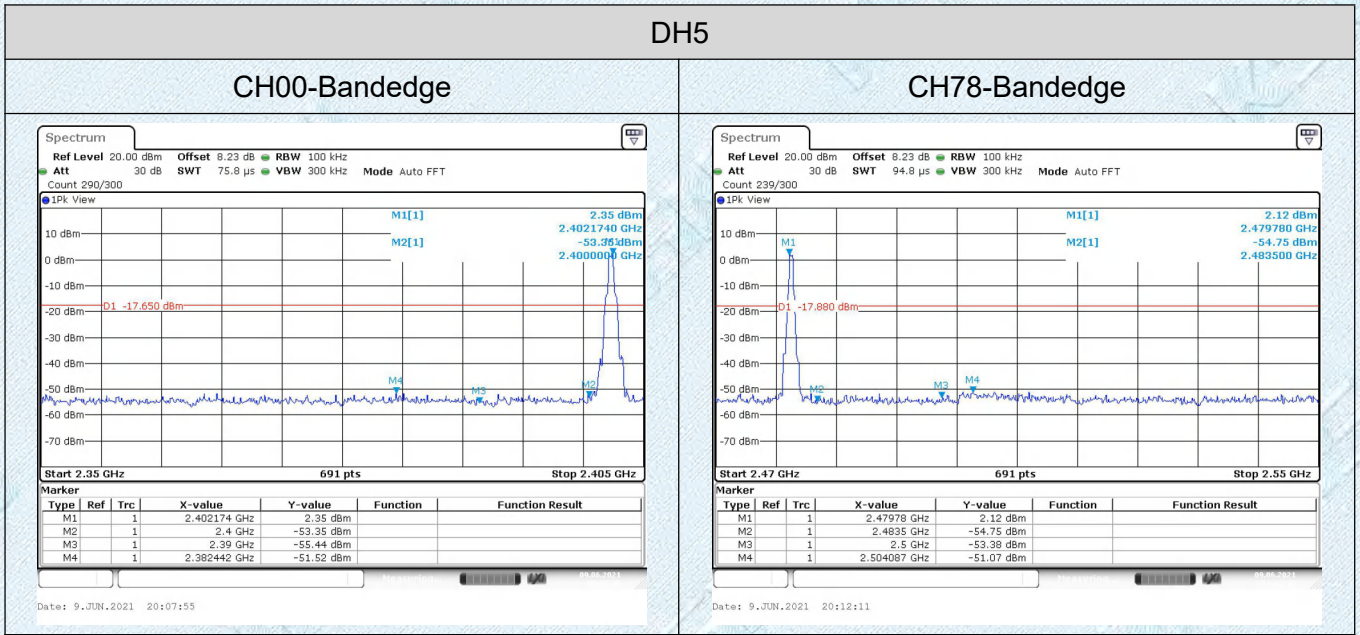 DH5
CH00-Bandedge
CH78-Bandedge
Spectrum
Ref Level 20.00 dBm Offset 8.23 dB RBW 100 kHz
Att 30 dB SWT 75.8 µs VBW 300 kHz Mode Auto FFT
Count 290/300
1Pk View
M1[1] 2.35 dBm
2.4021740 GHz
M2[1] -53.35 dBm
2.4000000 GHz
M1
10 dBm
0 dBm
-10 dBm
D1 -17.650 dBm
-20 dBm
-30 dBm
-40 dBm
-50 dBm
-60 dBm
-70 dBm
M4
M3
M2
Start 2.35 GHz 691 pts Stop 2.405 GHz
Marker
Type Ref Trc X-value Y-value Function Function Result
M1 1 2.402174 GHz 2.35 dBm
M2 1 2.4 GHz -53.35 dBm
M3 1 2.39 GHz -55.44 dBm
M4 1 2.382442 GHz -51.52 dBm
09.06.2021
Date: 9.JUN.2021 20:07:55
Spectrum
Ref Level 20.00 dBm Offset 8.23 dB RBW 100 kHz
Att 30 dB SWT 94.8 µs VBW 300 kHz Mode Auto FFT
Count 239/300
1Pk View
M1[1] 2.12 dBm
2.479780 GHz
M2[1] -54.75 dBm
2.483500 GHz
10 dBm
M1
0 dBm
-10 dBm
D1 -17.880 dBm
-20 dBm
-30 dBm
-40 dBm
-50 dBm
-60 dBm
-70 dBm
M2
M3
M4
Start 2.47 GHz 691 pts Stop 2.55 GHz
Marker
Type Ref Trc X-value Y-value Function Function Result
M1 1 2.47978 GHz 2.12 dBm
M2 1 2.4835 GHz -54.75 dBm
M3 1 2.5 GHz -53.38 dBm
M4 1 2.504087 GHz -51.07 dBm
09.06.2021
Date: 9.JUN.2021 20:12:11